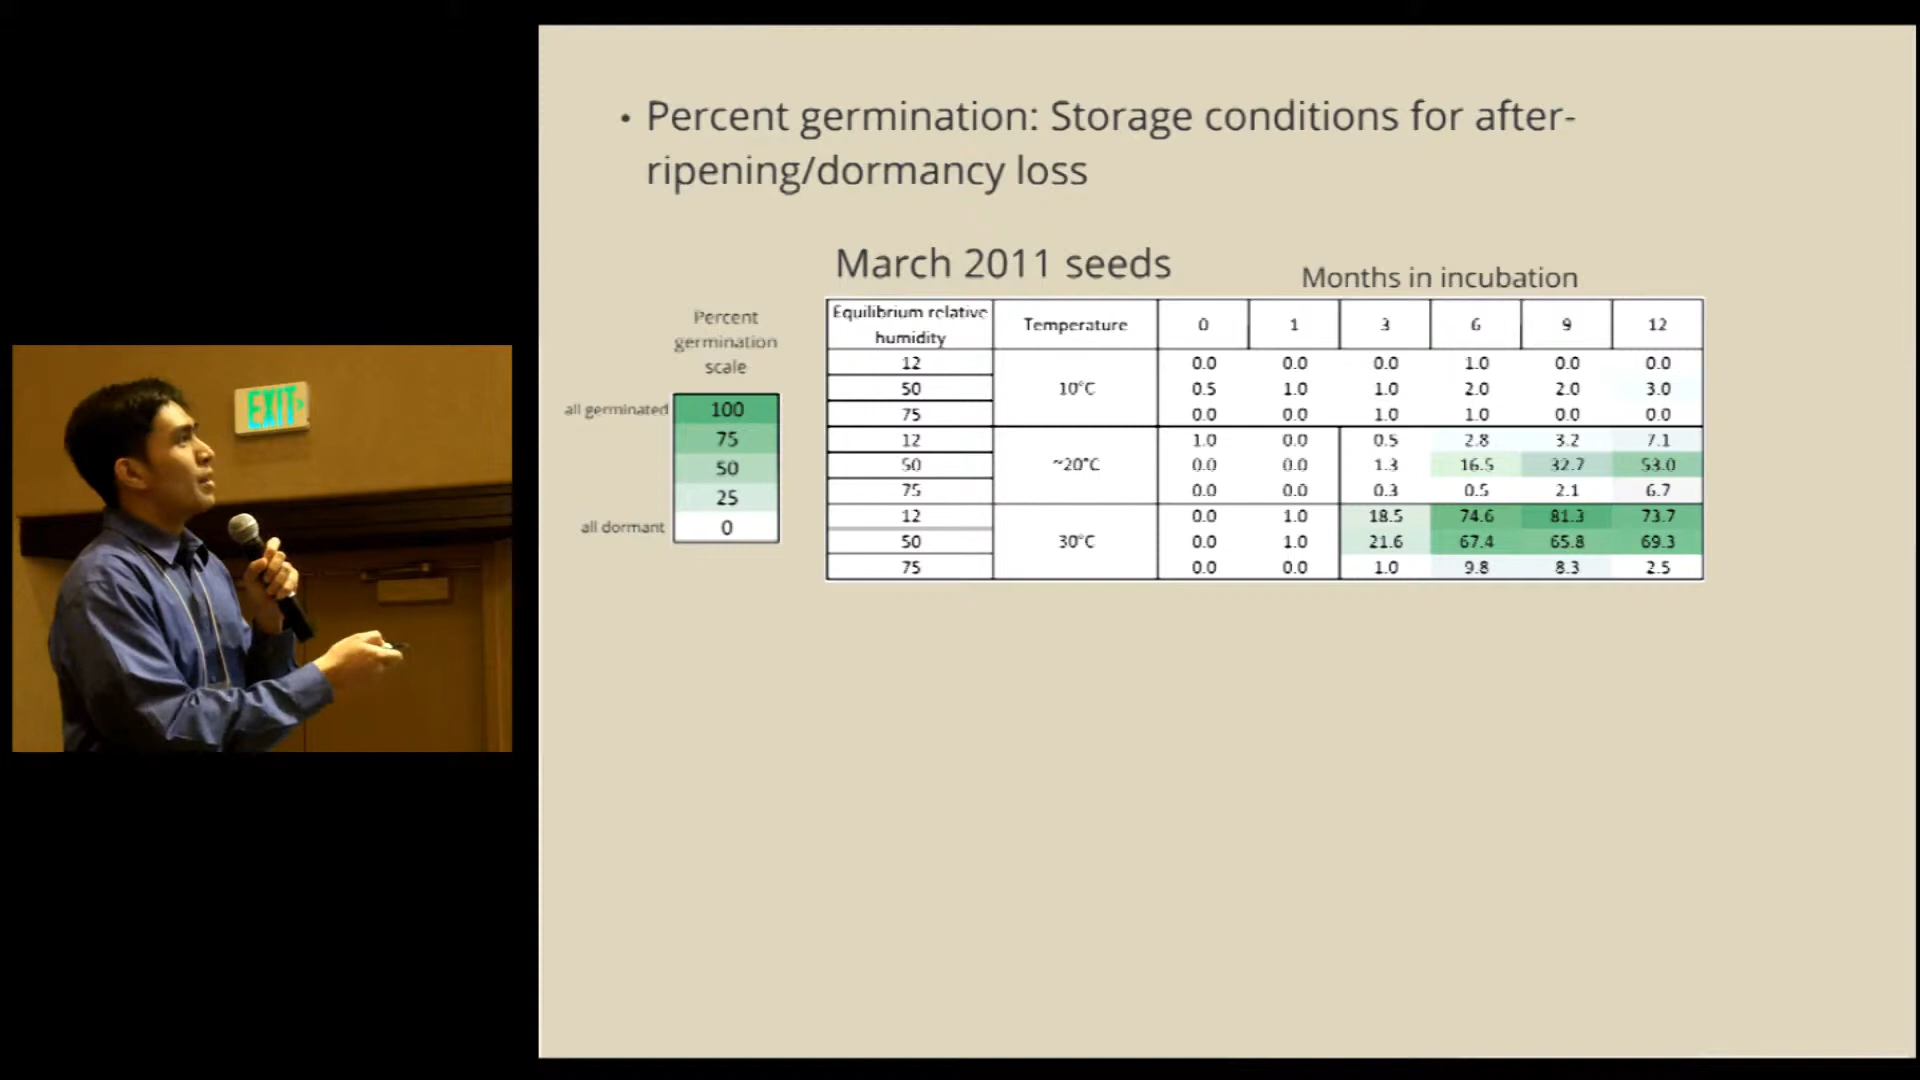 • Percent germination: Storage conditions for after-
ripening/dormancy loss
March 2011 seeds
Months in incubation
Percent
germination
scale
all germinated 100
75
50
25
all dormant 0
Equilibrium relative
humidity Temperature 0 1 3 6 9 12
12 0.0 0.0 0.0 1.0 0.0 0.0
50 10°C 0.5 1.0 1.0 2.0 2.0 3.0
75 0.0 0.0 1.0 1.0 0.0 0.0
12 1.0 0.0 0.5 2.8 3.2 7.1
50 ~20°C 0.0 0.0 1.3 16.5 32.7 53.0
75 0.0 0.0 0.3 0.5 2.1 6.7
12 0.0 1.0 18.5 74.6 81.3 73.7
50 30°C 0.0 1.0 21.6 67.4 65.8 69.3
75 0.0 0.0 1.0 9.8 8.3 2.5
EXIT